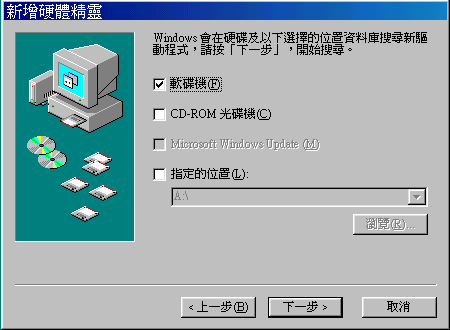 新增硬體精靈
Windows 會在硬碟及以下選擇的位置資料庫搜尋新驅
動程式，請按「下一步」，開始搜尋。
軟碟機(F)
CD-ROM 光碟機(C)
Microsoft Windows Update (M)
指定的位置(L):
A:\
瀏覽(R)...
< 上一步(B)
下一步 >
取消